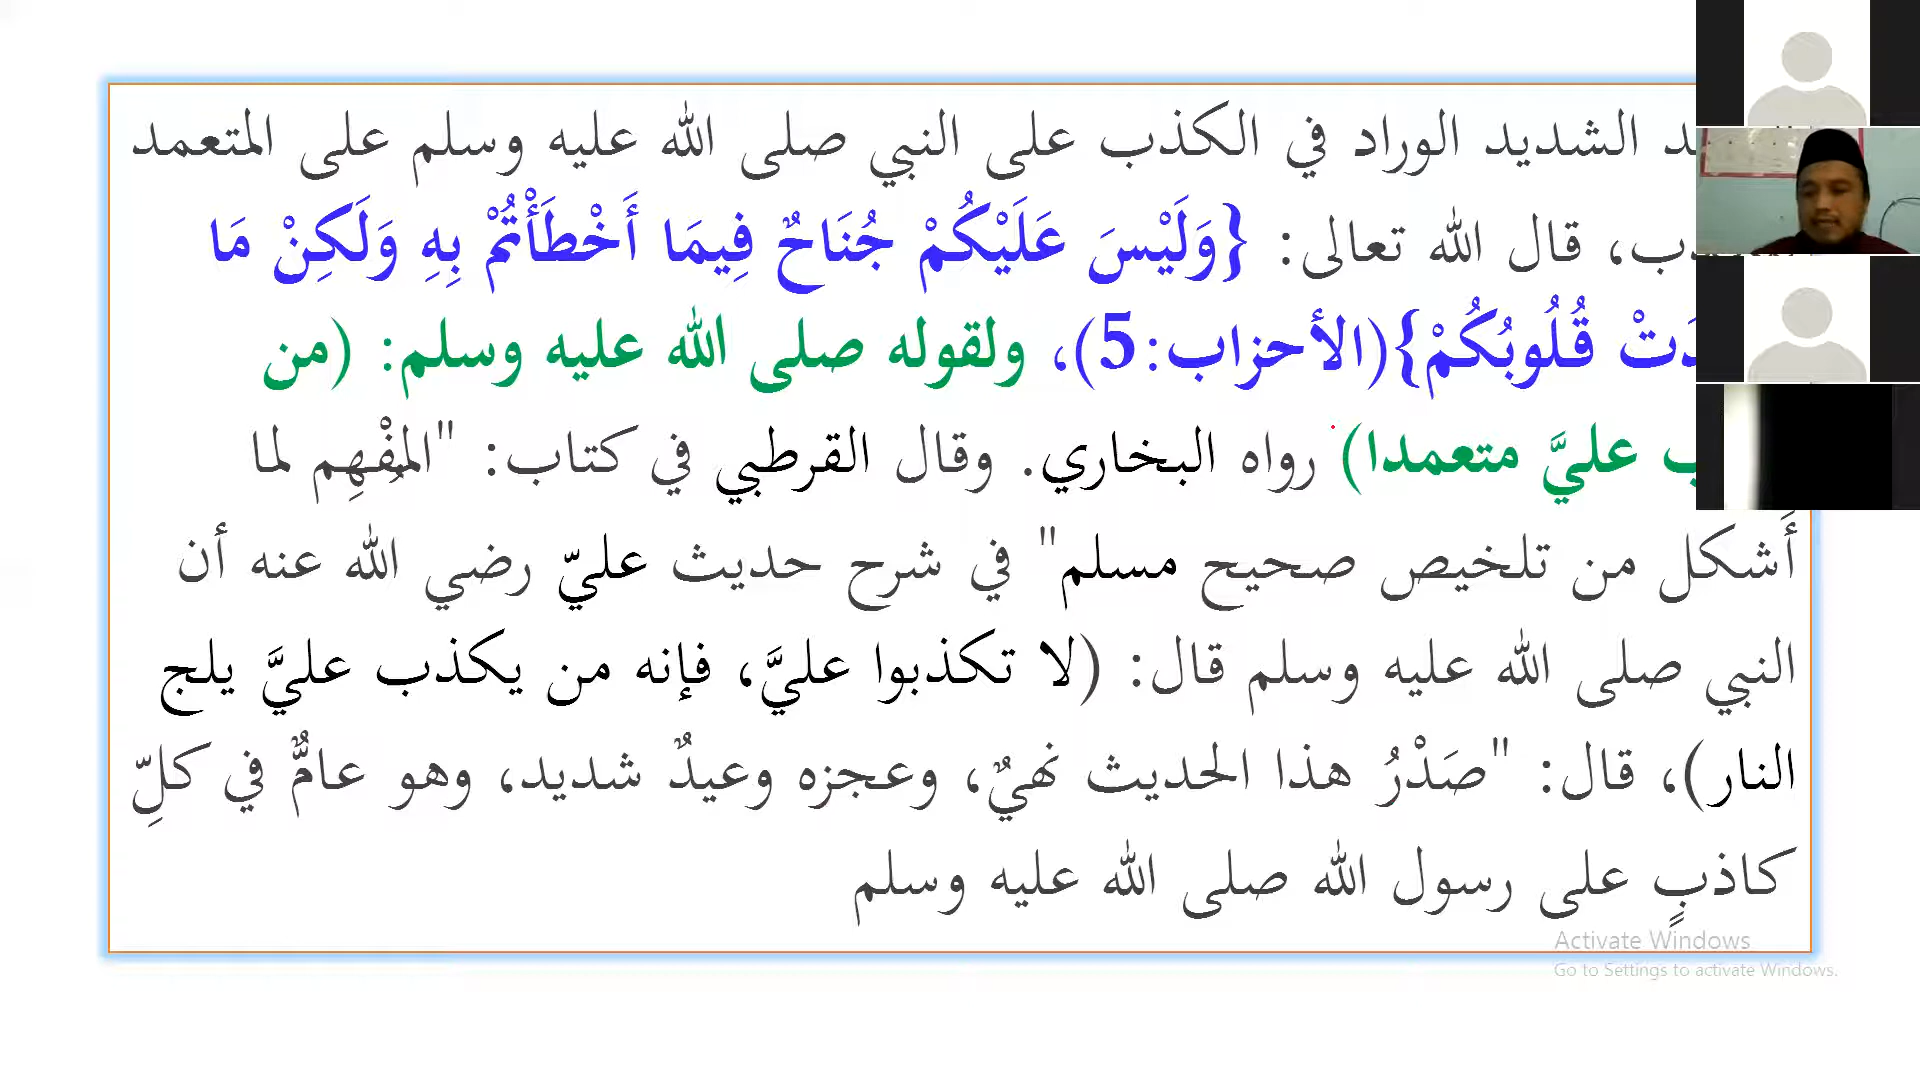 الشديد الوراد في الكذب على النبي صلى الله عليه وسلم على المتعمد
قال الله تعالى: {وَلَيْسَ عَلَيْكُمْ جُنَاحٌ فِيمَا أَخْطَأْتُمْ بِهِ وَلَكِنْ مَا
قُلُوبُكُمْ}(الأحزاب:5)، ولقوله صلى الله عليه وسلم: (من
عليَّ متعمدا) رواه البخاري. وقال القرطبي في كتاب: "المُفْهِم لما
أَشكل من تلخيص صحيح مسلم" في شرح حديث عليّ رضي الله عنه أن
النبي صلى الله عليه وسلم قال: (لا تكذبوا عليَّ، فإنه من يكذب عليَّ يلج
النار)، قال: "صَدْرُ هذا الحديث نهيٌ، وعجزه وعيدٌ شديد، وهو عامٌّ في كلِّ
كاذبٍ على رسول الله صلى الله عليه وسلم
Activate Windows
Go to Settings to activate Windows.